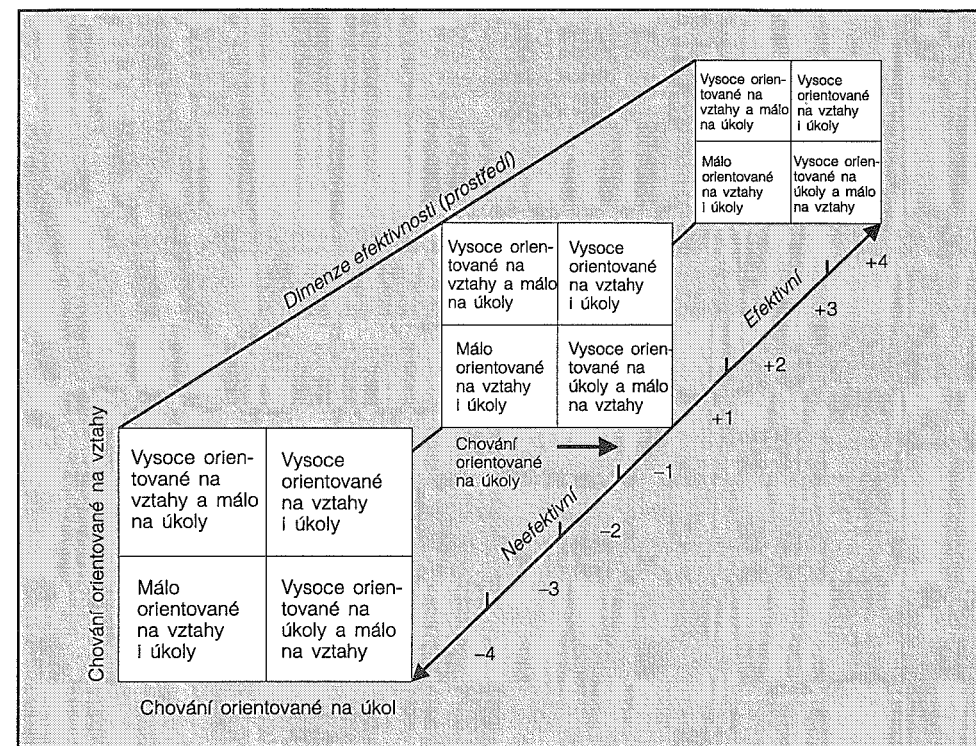 Vysoce orien-
tované na
vztahy a málo
na úkoly
Vysoce
orientované
na vztahy
i úkoly
Málo
orientované
na vztahy
i úkoly
Vysoce orien-
tované na
úkoly a málo
na vztahy
Dimenze efektivnosti (prostředí)
Vysoce orien-
tované na
vztahy a málo
na úkoly
Vysoce
orientované
na vztahy
i úkoly
Málo
orientované
na vztahy
i úkoly
Vysoce orien-
tované na
úkoly a málo
na vztahy
Efektivní
+4
+3
+2
+1
Chování
orientované
na úkoly
Neefektivní
-1
-2
-3
-4
Chování orientované na vztahy
Vysoce orien-
tované na
vztahy a málo
na úkoly
Vysoce
orientované
na vztahy
i úkoly
Málo
orientované
na vztahy
i úkoly
Vysoce orien-
tované na
úkoly a málo
na vztahy
Chování orientované na úkol